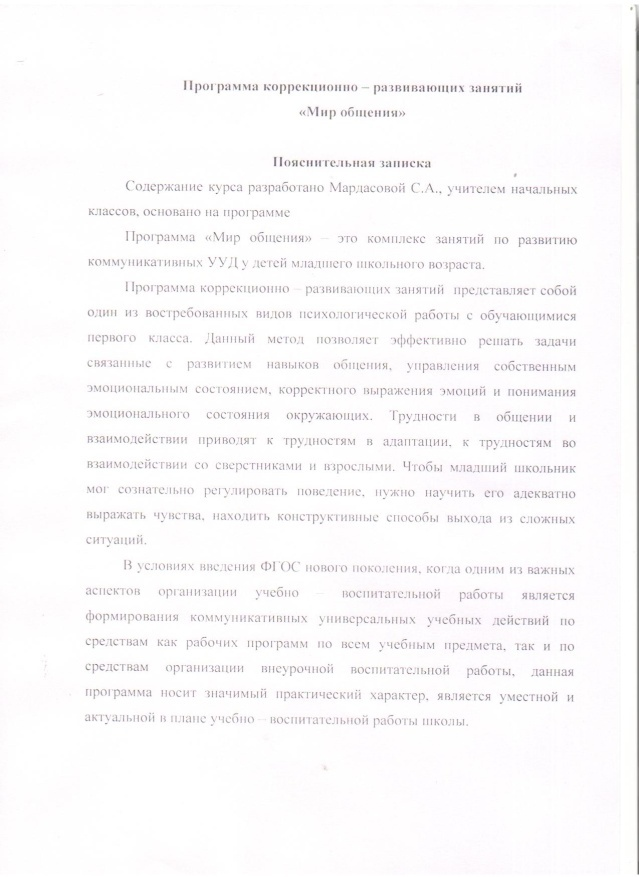 Программа коррекционно – развивающих занятий
«Мир общения»
Пояснительная записка
Содержание курса разработано Мардасовой С.А., учителем начальных
классов, основано на программе
Программа «Мир общения» – это комплекс занятий по развитию
коммуникативных УУД у детей младшего школьного возраста.
Программа коррекционно – развивающих занятий представляет собой
один из востребованных видов психологической работы с обучающимися
первого класса. Данный метод позволяет эффективно решать задачи
связанные с развитием навыков общения, управления собственным
эмоциональным состоянием, корректного выражения эмоций и понимания
эмоционального состояния окружающих. Трудности в общении и
взаимодействии приводят к трудностям в адаптации, к трудностям во
взаимодействии со сверстниками и взрослыми. Чтобы младший школьник
мог сознательно регулировать поведение, нужно научить его адекватно
выражать чувства, находить конструктивные способы выхода из сложных
ситуаций.
В условиях введения ФГОС нового поколения, когда одним из важных
аспектов организации учебно – воспитательной работы является
формирования коммуникативных универсальных учебных действий по
средствам как рабочих программ по всем учебным предмета, так и по
средствам организации внеурочной воспитательной работы, данная
программа носит значимый практический характер, является уместной и
актуальной в плане учебно – воспитательной работы школы.